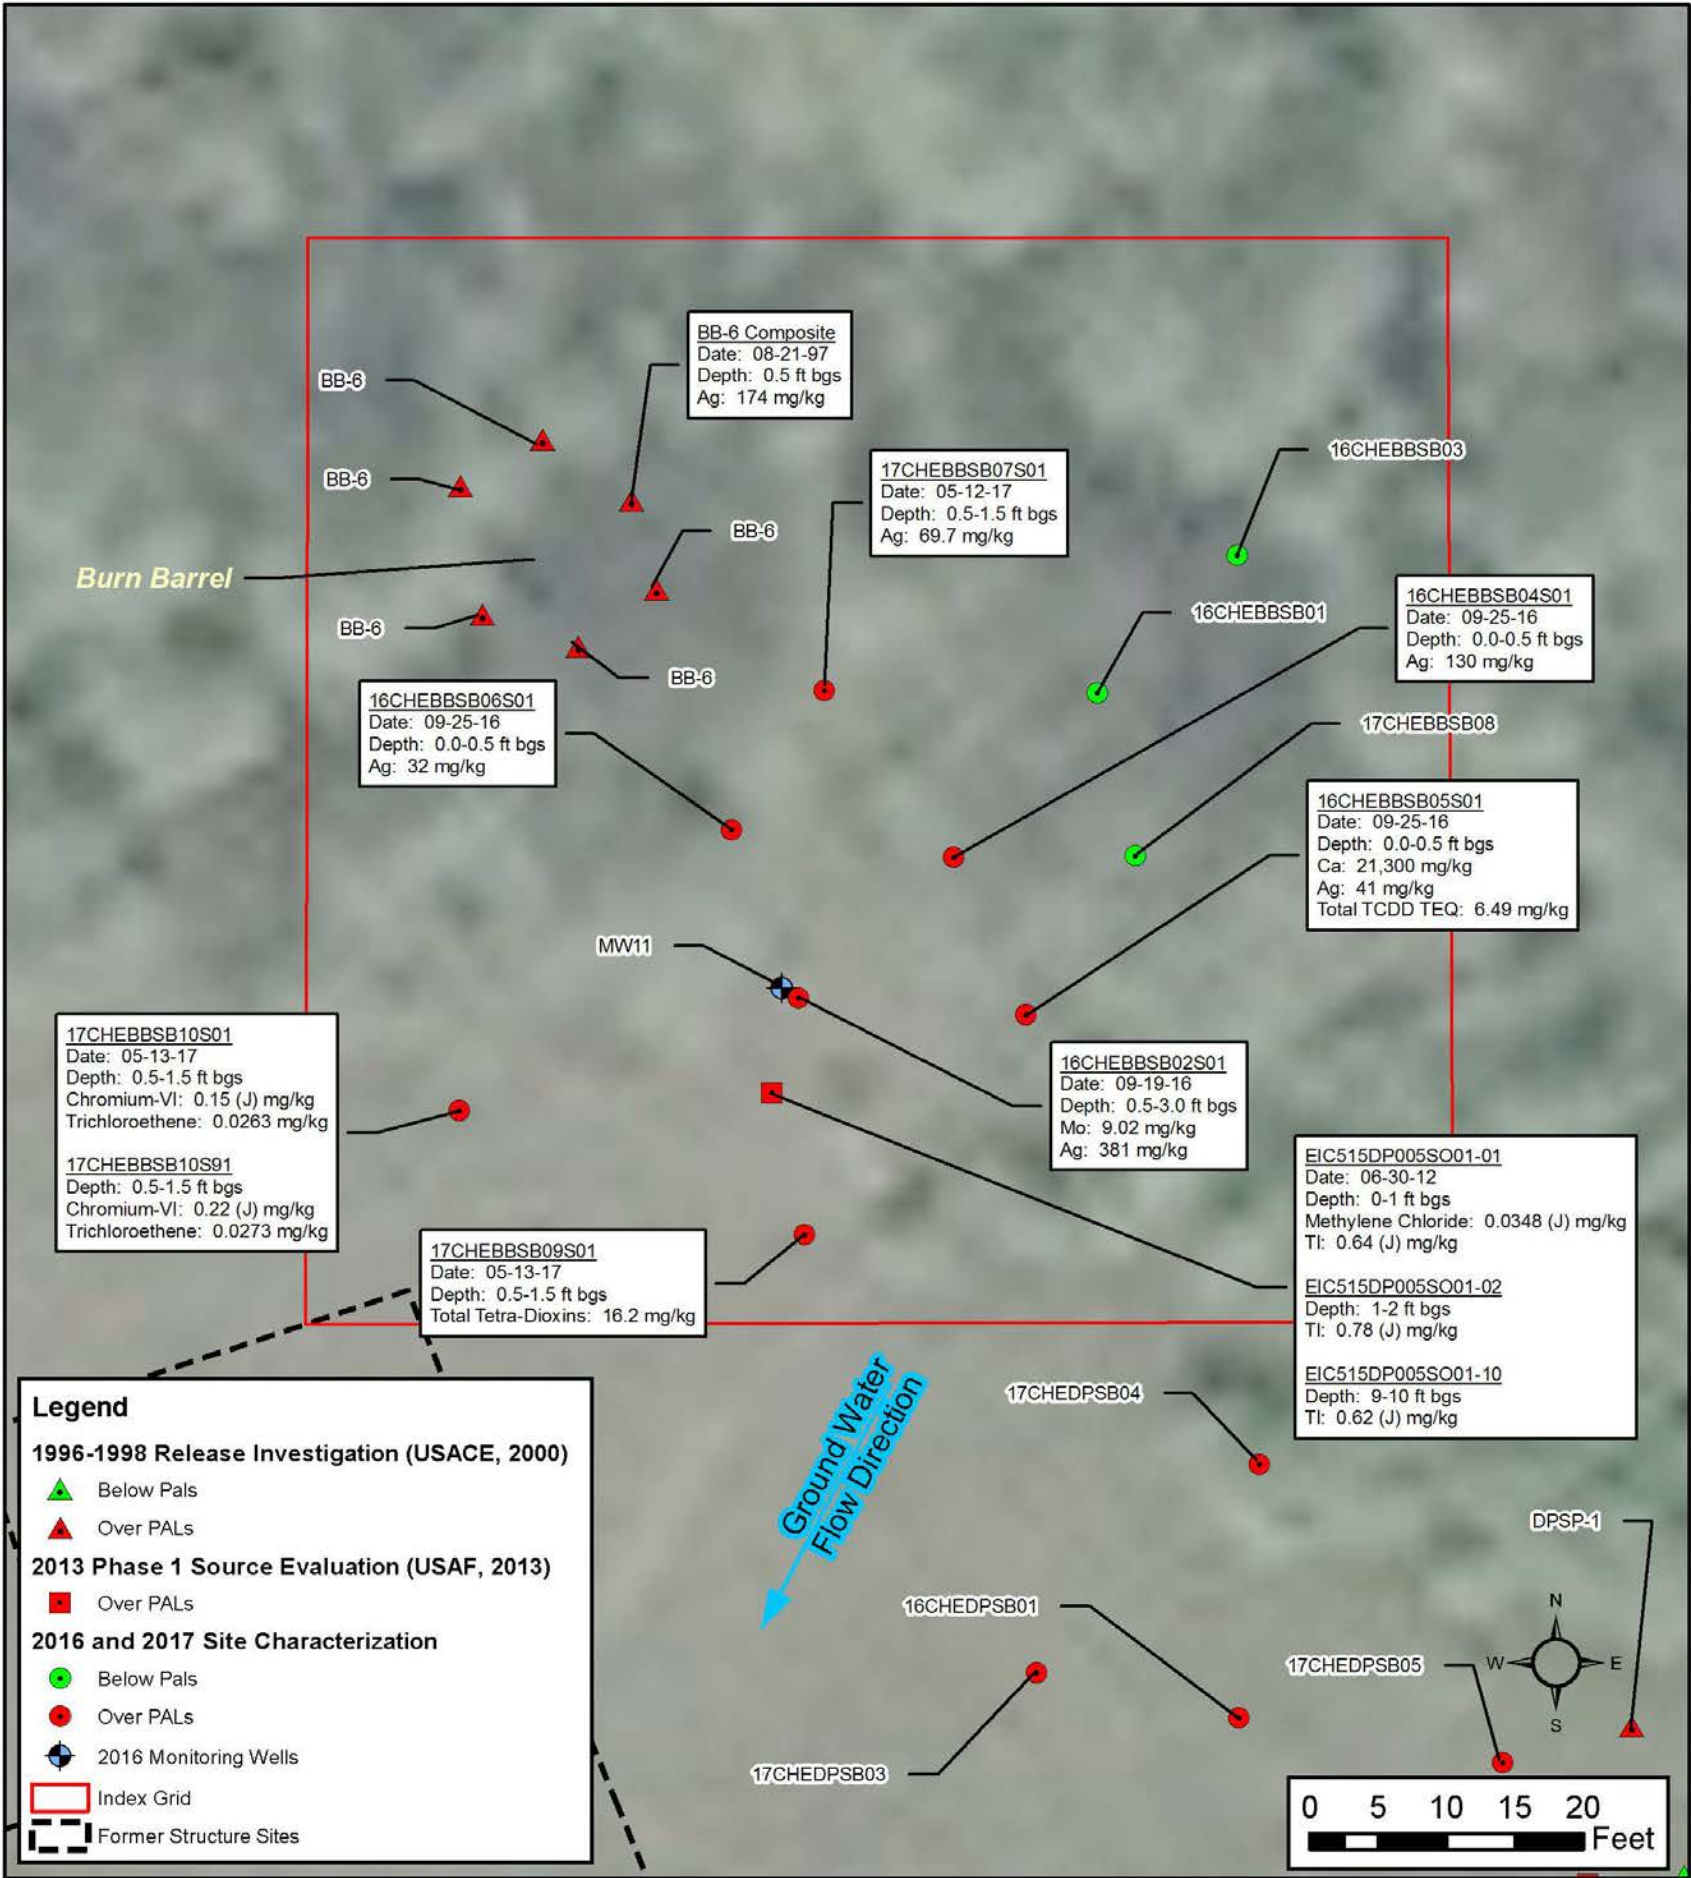 BB-6 Composite
Date: 08-21-97
Depth: 0.5 ft bgs
Ag: 174 mg/kg
BB-6
BB-6
17CHEBBSB07S01
Date: 05-12-17
Depth: 0.5-1.5 ft bgs
Ag: 69.7 mg/kg
16CHEBBSB03
BB-6
Burn Barrel
BB-6
BB-6
16CHEBBSB01
16CHEBBSB04S01
Date: 09-25-16
Depth: 0.0-0.5 ft bgs
Ag: 130 mg/kg
16CHEBBSB06S01
Date: 09-25-16
Depth: 0.0-0.5 ft bgs
Ag: 32 mg/kg
17CHEBBSB08
16CHEBBSB05S01
Date: 09-25-16
Depth: 0.0-0.5 ft bgs
Ca: 21,300 mg/kg
Ag: 41 mg/kg
Total TCDD TEQ: 6.49 mg/kg
MW11
17CHEBBSB10S01
Date: 05-13-17
Depth: 0.5-1.5 ft bgs
Chromium-VI: 0.15 (J) mg/kg
Trichloroethene: 0.0263 mg/kg
17CHEBBSB10S91
Depth: 0.5-1.5 ft bgs
Chromium-VI: 0.22 (J) mg/kg
Trichloroethene: 0.0273 mg/kg
16CHEBBSB02S01
Date: 09-19-16
Depth: 0.5-3.0 ft bgs
Mo: 9.02 mg/kg
Ag: 381 mg/kg
EIC515DP005SO01-01
Date: 06-30-12
Depth: 0-1 ft bgs
Methylene Chloride: 0.0348 (J) mg/kg
Tl: 0.64 (J) mg/kg
EIC515DP005SO01-02
Depth: 1-2 ft bgs
Tl: 0.78 (J) mg/kg
EIC515DP005SO01-10
Depth: 9-10 ft bgs
Tl: 0.62 (J) mg/kg
17CHEBBSB09S01
Date: 05-13-17
Depth: 0.5-1.5 ft bgs
Total Tetra-Dioxins: 16.2 mg/kg
Ground Water
Flow Direction
17CHEDPSB04
DPSP-1
16CHEDPSB01
17CHEDPSB05
17CHEDPSB03
N
W
E
S
Legend
1996-1998 Release Investigation (USACE, 2000)
Below Pals
Over PALs
2013 Phase 1 Source Evaluation (USAF, 2013)
Over PALs
2016 and 2017 Site Characterization
Below Pals
Over PALs
2016 Monitoring Wells
Index Grid
Former Structure Sites
0 5 10 15 20
Feet